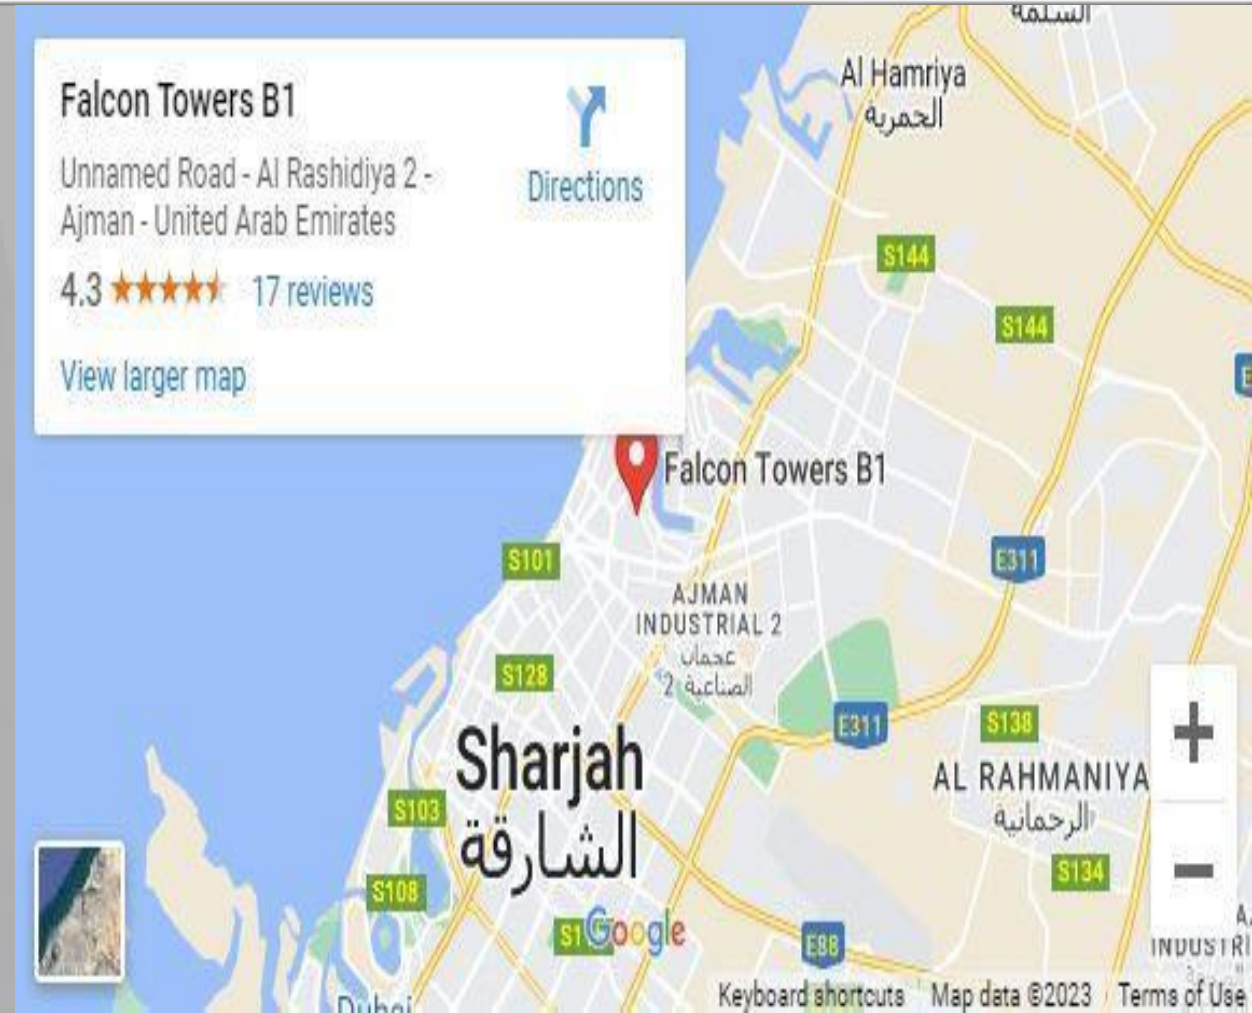 Falcon Towers B1
Unnamed Road - Al Rashidiya 2 -
Ajman - United Arab Emirates
4.3 17 reviews
View larger map
Directions
السلمة
Al Hamriya
الحمرية
S144
S144
Falcon Towers B1
S101
E311
AJMAN
INDUSTRIAL 2
عجمان
الصناعية 2
S128
E311
S138
Sharjah
الشارقة
AL RAHMANIYA
الرحمانية
S103
S134
S108
Google
E88
INDUSTRI
Dubai
Keyboard shortcuts Map data ©2023 Terms of Use